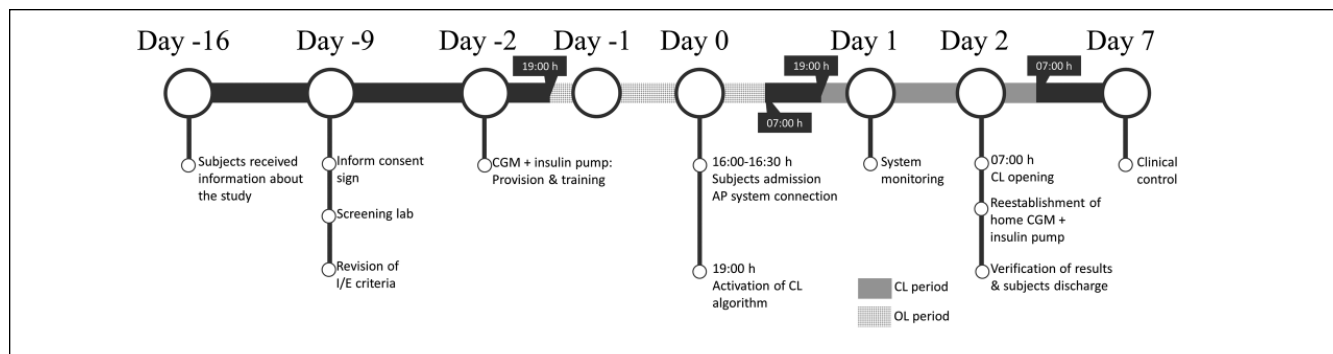 Day -16
Day -9
Day -2
Day -1
Day 0
Day 1
Day 2
Day 7
19:00 h
07:00 h
19:00 h
07:00 h
Subjects received
information about
the study
Inform consent
sign
Screening lab
Revision of
I/E criteria
CGM + insulin pump:
Provision & training
16:00-16:30 h
Subjects admission
AP system connection
19:00 h
Activation of CL
algorithm
System
monitoring
07:00 h
CL opening
Reestablishment of
home CGM +
insulin pump
Verification of results
& subjects discharge
Clinical
control
CL period
OL period